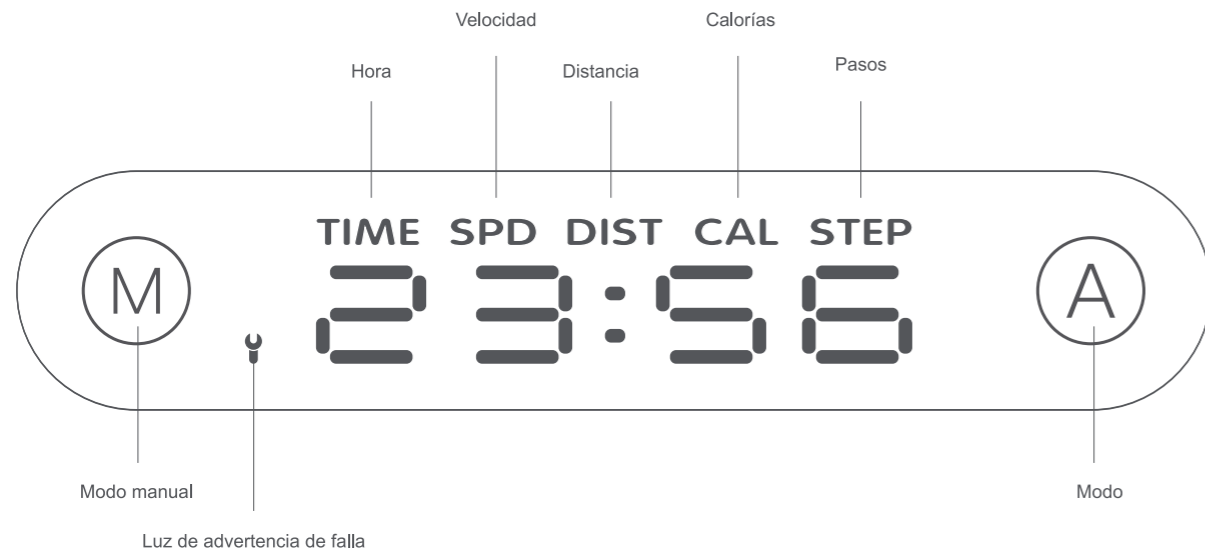 Velocidad
Calorías
Hora
Distancia
Pasos
TIME SPD DIST CAL STEP
M
23:56
A
Modo manual
Modo
Luz de advertencia de falla